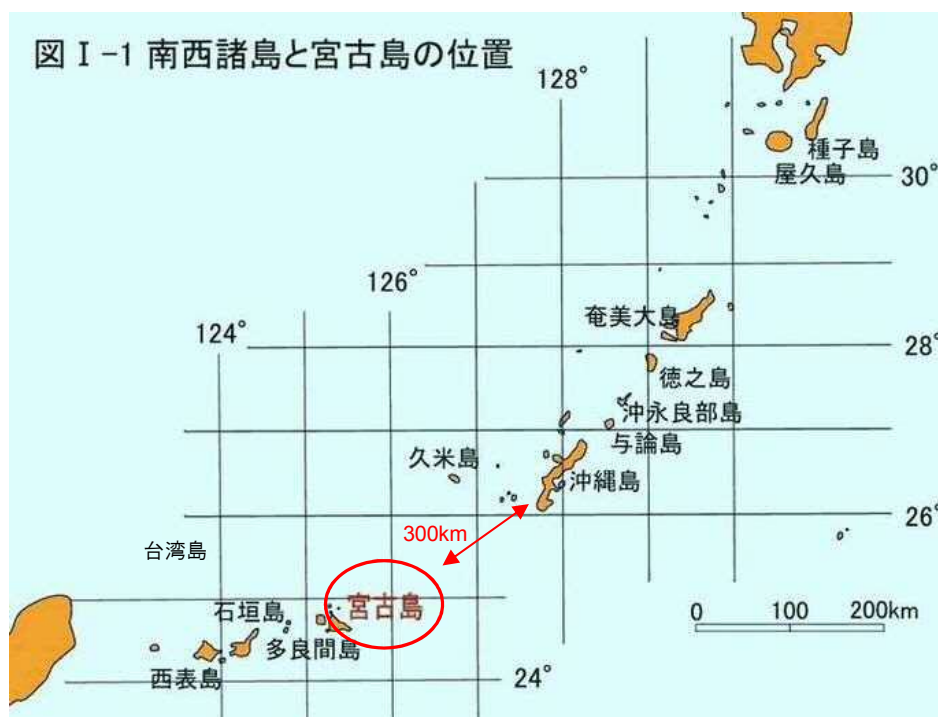 図Ⅰ-1 南西諸島と宮古島の位置
128°
種子島
屋久島
30°
126°
奄美大島
124°
28°
徳之島
沖永良部島
与論島
久米島
沖縄島
300km
26°
台湾島
宮古島
石垣島
0 100 200km
多良間島
西表島
24°